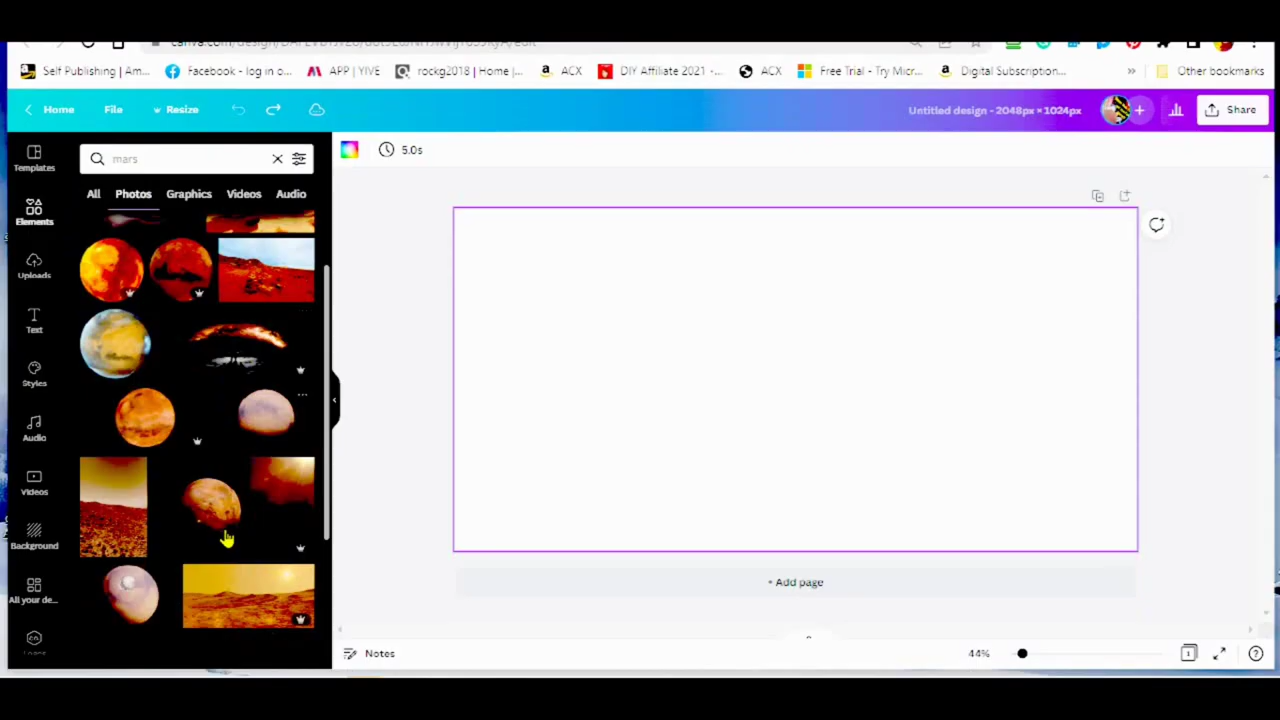 Self Publishing | Am...
Facebook - log in o...
APP | YIVE
rockg2018 | Home |...
ACX
DIY Affiliate 2021 -...
ACX
Free Trial - Try Micr...
Digital Subscription...
»
Other bookmarks
Home
File
Resize
Untitled design - 2048px × 1024px
+
Share
Templates
mars
5.0s
All
Photos
Graphics
Videos
Audio
Elements
Uploads
Text
Styles
Audio
Videos
Background
All your de...
+ Add page
Notes
44%
1
?